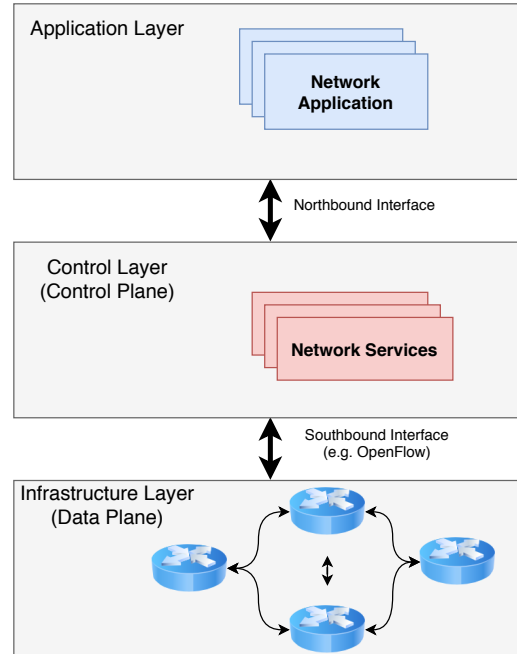 Application Layer
Network
Application
Northbound Interface
Control Layer
(Control Plane)
Network Services
Southbound Interface
(e.g. OpenFlow)
Infrastructure Layer
(Data Plane)